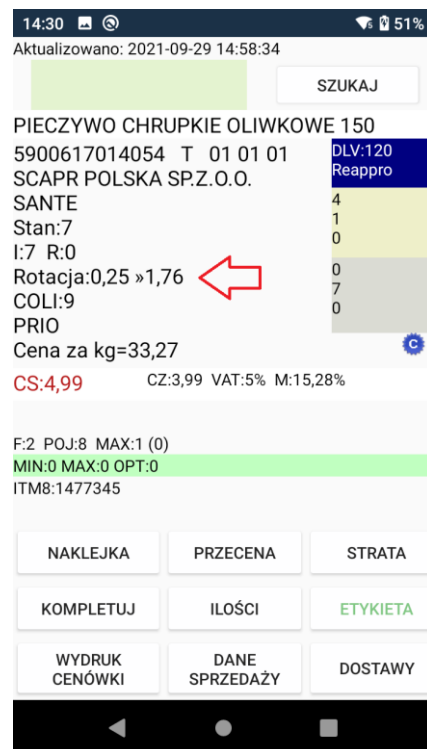 14:30 51%
Aktualizowano: 2021-09-29 14:58:34
SZUKAJ
PIECZYWO CHRUPKIE OLIWKOWE 150
5900617014054 T 01 01 01
SCAPR POLSKA SP.Z.O.O.
SANTE
Stan:7
I:7 R:0
Rotacja:0,25 »1,76
COLI:9
PRIO
Cena za kg=33,27
DLV:120
Reappro
4
1
0
0
7
0
C
CS:4,99 CZ:3,99 VAT:5% M:15,28%
F:2 POJ:8 MAX:1 (0)
MIN:0 MAX:0 OPT:0
ITM8:1477345
NAKLEJKA PRZECENA STRATA
KOMPLETUJ ILOŚCI ETYKIETA
WYDRUK CENÓWKI DANE SPRZEDAŻY DOSTAWY